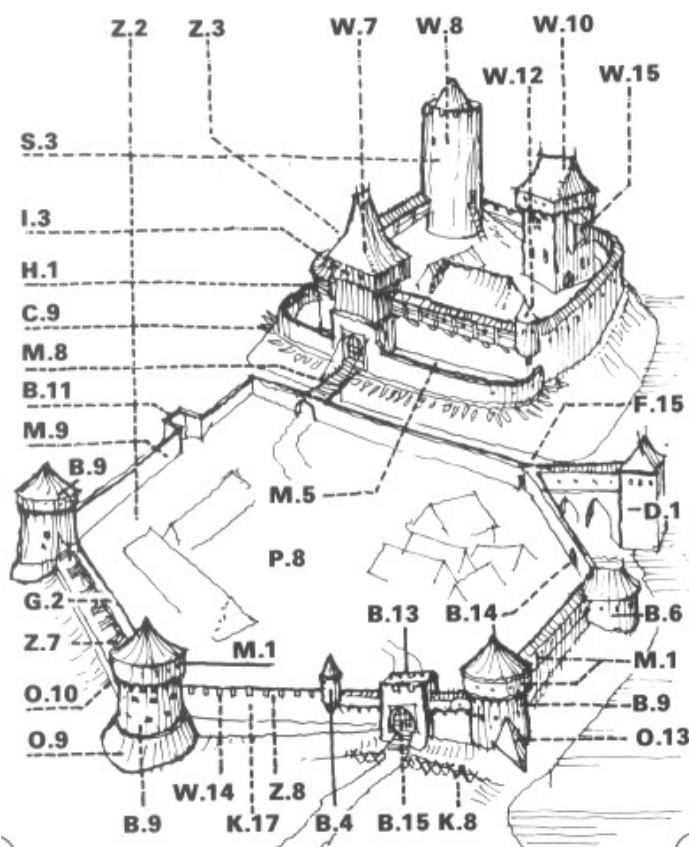 Z.2 Z.3 W.7 W.8 W.10
W.12 W.15
S.3
I.3
H.1
C.9
M.8
B.11 F.15
M.9
B.9 M.5 D.1
P.8
G.2 B.13 B.14 B.6
Z.7 M.1 M.1
O.10 B.9
O.9 O.13
W.14 Z.8
B.9 K.17 B.4 B.15 K.8